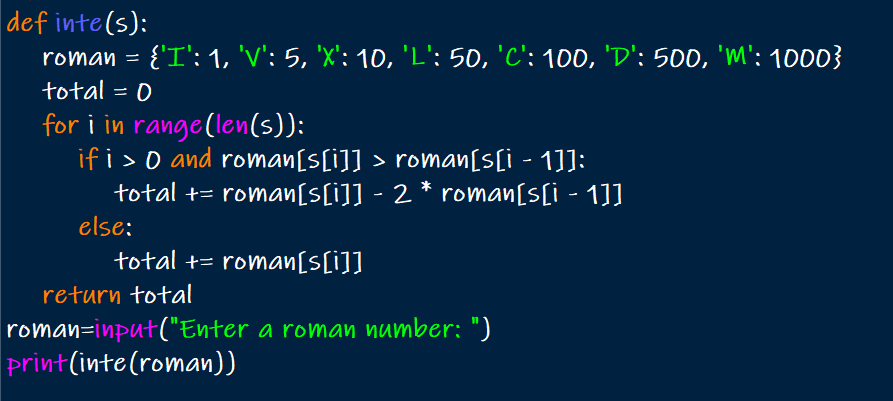 def inte(s):
roman = {'I': 1, 'V': 5, 'X': 10, 'L': 50, 'C': 100, 'D': 500, 'M': 1000}
total = 0
for i in range(len(s)):
if i > 0 and roman[s[i]] > roman[s[i - 1]]:
total += roman[s[i]] - 2 * roman[s[i - 1]]
else:
total += roman[s[i]]
return total
roman=input("Enter a roman number: ")
print(inte(roman))